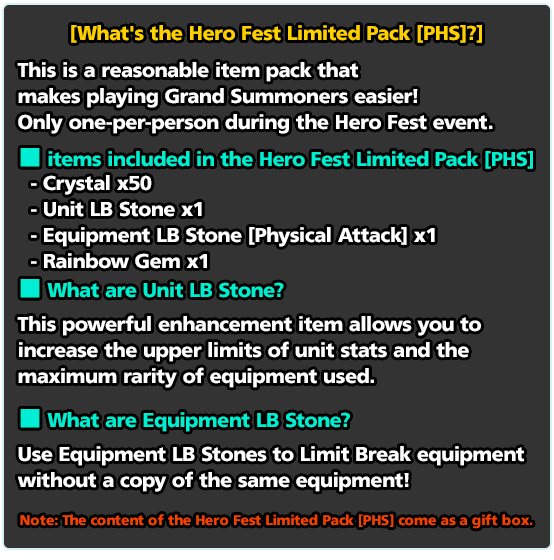 [What's the Hero Fest Limited Pack [PHS]?]
This is a reasonable item pack that
makes playing Grand Summoners easier!
Only one-per-person during the Hero Fest event.
■ items included in the Hero Fest Limited Pack [PHS]
- Crystal x50
- Unit LB Stone x1
- Equipment LB Stone [Physical Attack] x1
- Rainbow Gem x1
■ What are Unit LB Stone?
This powerful enhancement item allows you to
increase the upper limits of unit stats and the
maximum rarity of equipment used.
■ What are Equipment LB Stone?
Use Equipment LB Stones to Limit Break equipment
without a copy of the same equipment!
Note: The content of the Hero Fest Limited Pack [PHS] come as a gift box.